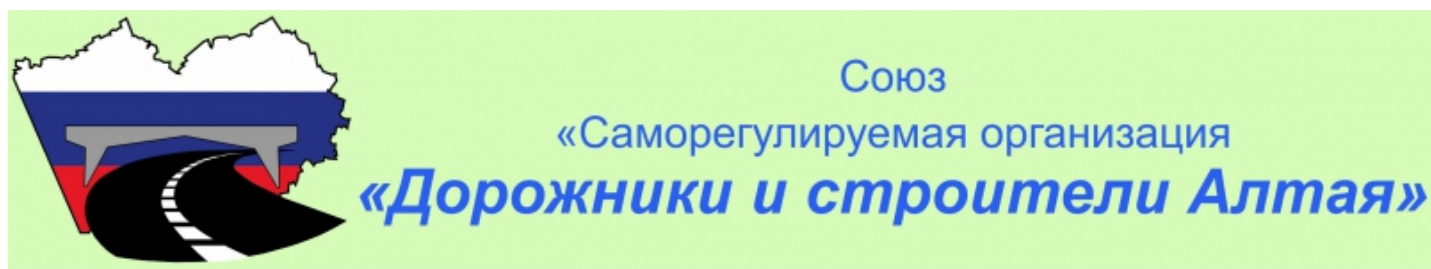 Союз
«Саморегулируемая организация
«Дорожники и строители Алтая»